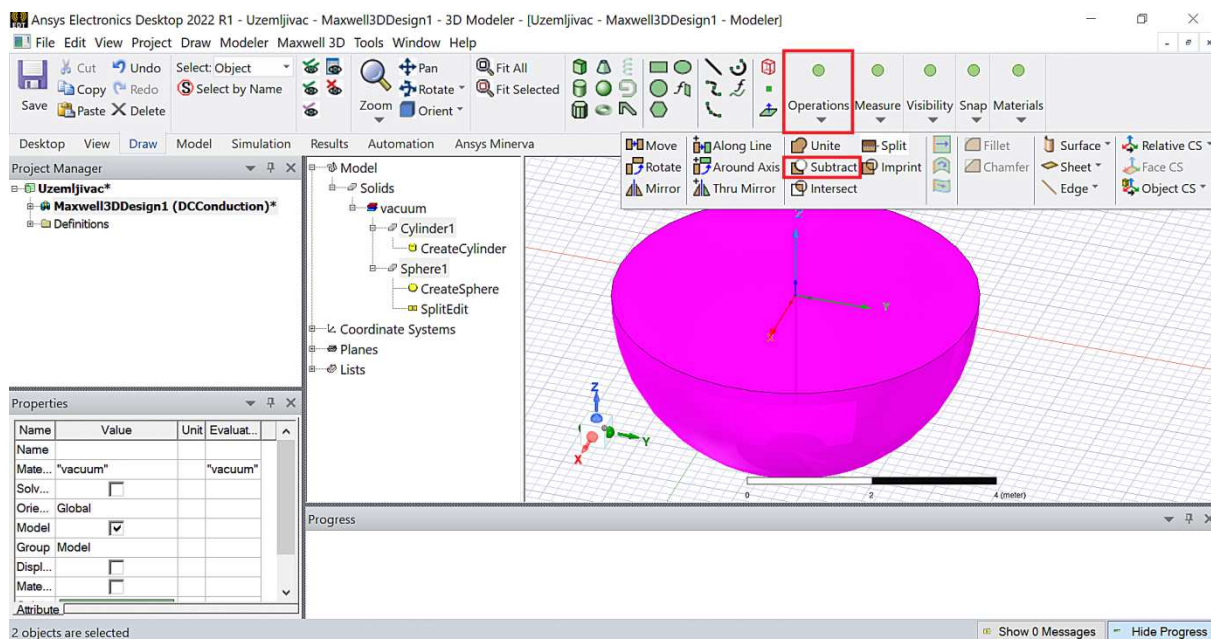 Ansys Electronics Desktop 2022 R1 - Uzemljivac - Maxwell3DDesign1 - 3D Modeler - [Uzemljivac - Maxwell3DDesign1 - Modeler]
File Edit View Project Draw Modeler Maxwell 3D Tools Window Help
Save
Cut Undo
Copy Redo
Paste Delete
Select: Object
Select by Name
Zoom
Pan
Rotate
Orient
Fit All
Fit Selected
Operations Measure Visibility Snap Materials
Desktop View Draw Model Simulation Results Automation Ansys Minerva
Move Along Line Unite Split Fillet Surface Relative CS
Rotate Around Axis Subtract Imprint Chamfer Sheet Face CS
Mirror Thru Mirror Intersect Edge Object CS
Project Manager
Uzemljivac*
Maxwell3DDesign1 (DCConduction)*
Definitions
Model
Solids
vacuum
Cylinder1
CreateCylinder
Sphere1
CreateSphere
SplitEdit
Coordinate Systems
Planes
Lists
Z
Y
X
Z
Y
X
0 2 4 (meter)
Properties
Name Value Unit Evaluat...
Name
Mate... "vacuum" "vacuum"
Solv...
Orie... Global
Model
Group Model
Displ...
Mate...
Attribute
Progress
2 objects are selected
Show 0 Messages Hide Progress